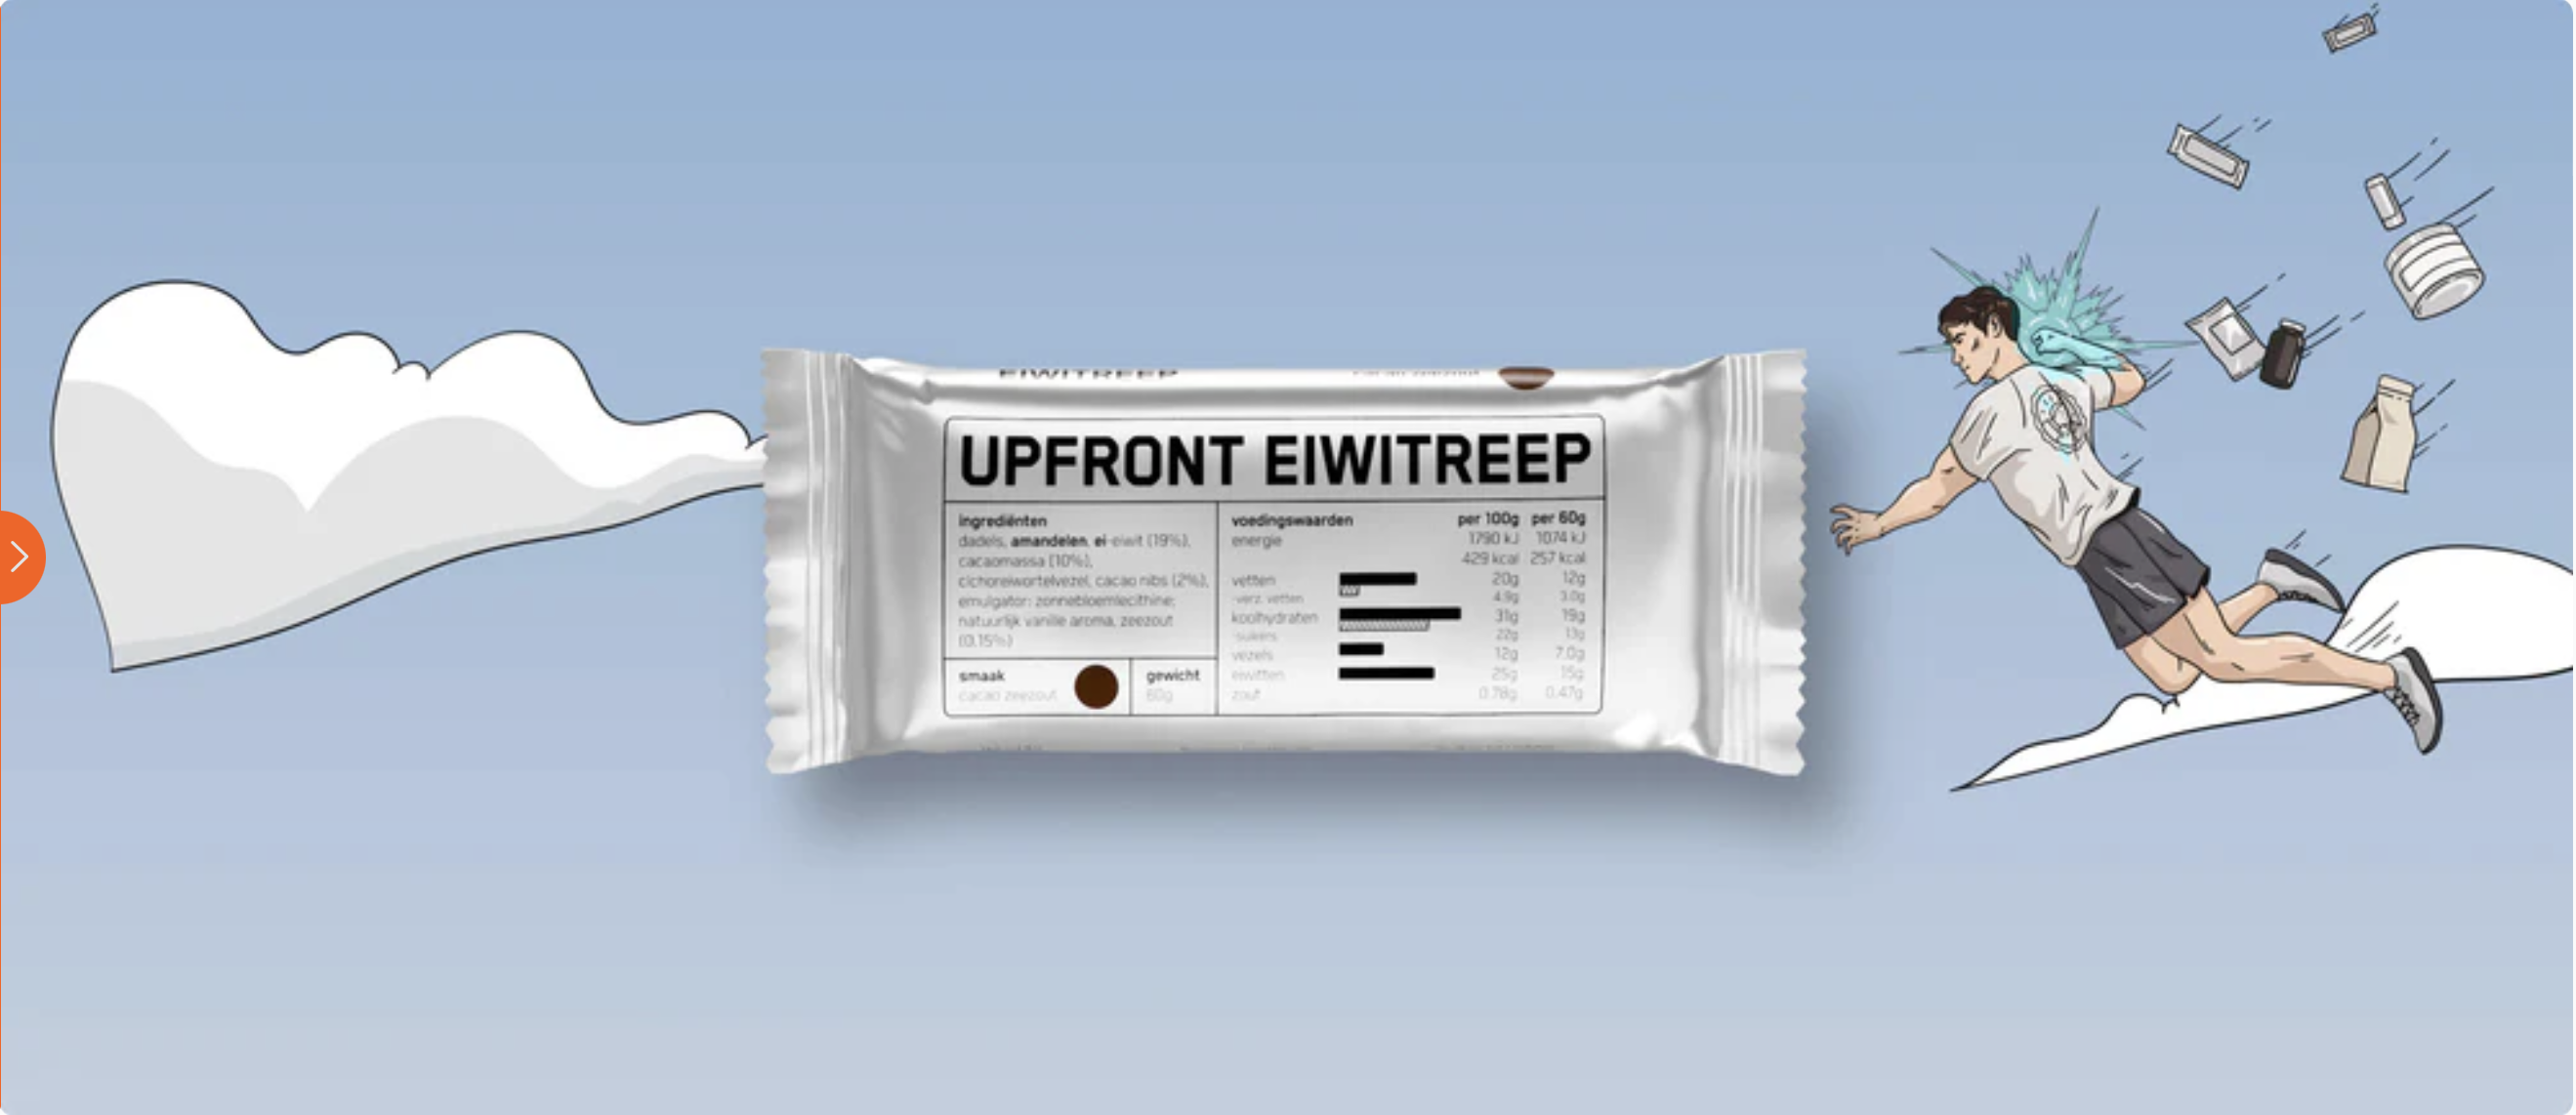 EIWITREEP
cacao zeezout
UPFRONT EIWITREEP
ingrediënten
dadels, amandelen, ei-eiwit (19%),
cacaomassa (10%),
cichoreiwortelvezel, cacao nibs (2%),
emulgator: zonnebloemlecithine;
natuurlijk vanille aroma, zeezout
(0.15%)
smaak
cacao zeezout
gewicht
60g
voedingswaarden per 100g per 60g
energie 1790 kJ 1074 kJ
429 kcal 257 kcal
vetten 20g 12g
-verz. vetten 4.9g 3.0g
koolhydraten 31g 19g
-suikers 22g 13g
vezels 12g 7.0g
eiwitten 25g 15g
zout 0.78g 0.47g